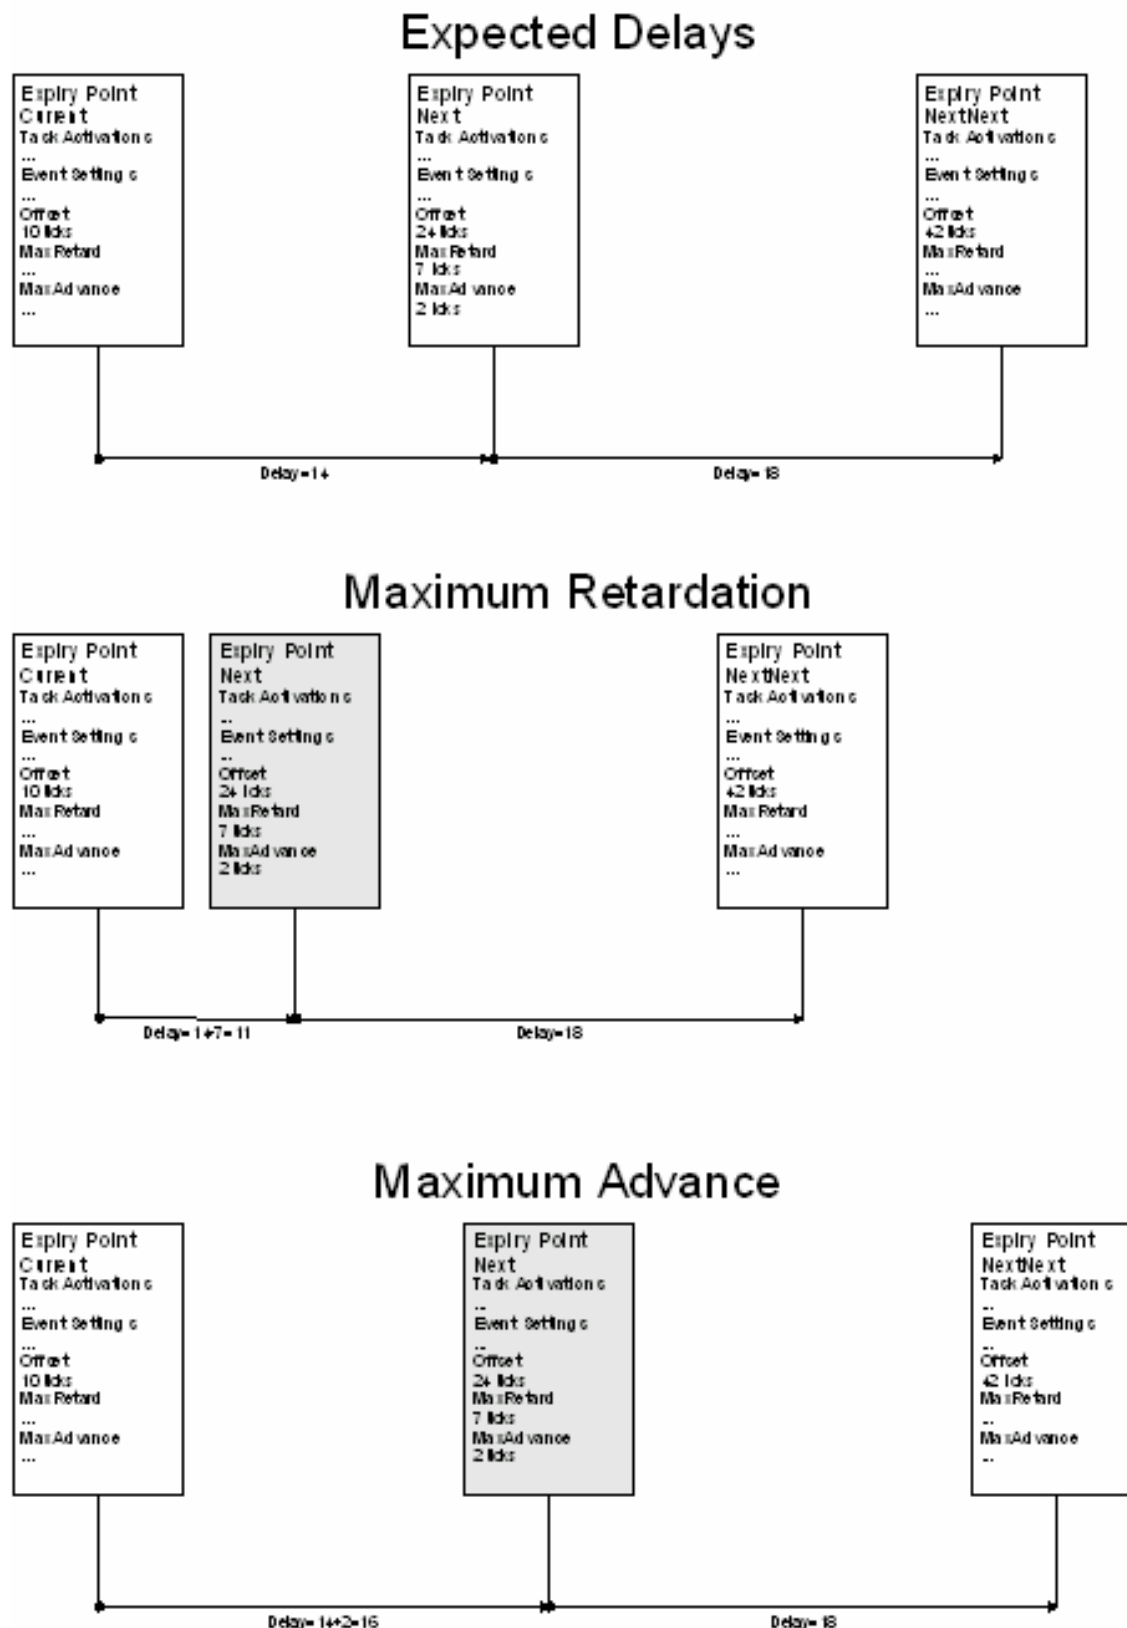 Expected Delays
Expiry Point
Current
Task Activations
...
Event Settings
...
Offset
10 ticks
MaxRetard
...
MaxAdvance
...
Expiry Point
Next
Task Activations
...
Event Settings
...
Offset
24 ticks
MaxRetard
7 ticks
MaxAdvance
2 ticks
Expiry Point
NextNext
Task Activations
...
Event Settings
...
Offset
42 ticks
MaxRetard
...
MaxAdvance
...
Delay=14
Delay=18
Maximum Retardation
Expiry Point
Current
Task Activations
...
Event Settings
...
Offset
10 ticks
MaxRetard
...
MaxAdvance
...
Expiry Point
Next
Task Activations
...
Event Settings
...
Offset
24 ticks
MaxRetard
7 ticks
MaxAdvance
2 ticks
Expiry Point
NextNext
Task Activations
...
Event Settings
...
Offset
42 ticks
MaxRetard
...
MaxAdvance
...
Delay=18
Maximum Advance
Expiry Point
Current
Task Activations
...
Event Settings
...
Offset
10 ticks
MaxRetard
...
MaxAdvance
...
Expiry Point
Next
Task Activations
...
Event Settings
...
Offset
24 ticks
MaxRetard
7 ticks
MaxAdvance
2 ticks
Expiry Point
NextNext
Task Activations
...
Event Settings
...
Offset
42 ticks
MaxRetard
...
MaxAdvance
...
Delay=14+2=16
Delay=18